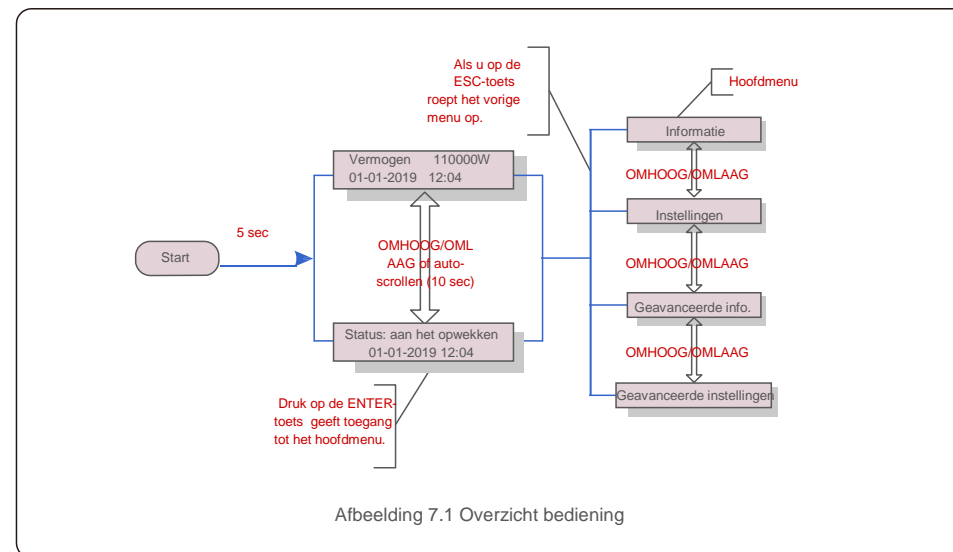 Als u op de
ESC-toets
roept het vorige
menu op.
Hoofdmenu
Informatie
OMHOOG/OMLAAG
Instellingen
OMHOOG/OMLAAG
Geavanceerde info.
OMHOOG/OMLAAG
Geavanceerde instellingen
Vermogen 110000W
01-01-2019 12:04
5 sec
Start
OMHOOG/OML
AAG of auto-
scrollen (10 sec)
Status: aan het opwekken
01-01-2019 12:04
Druk op de ENTER-
toets geeft toegang
tot het hoofdmenu.
Afbeelding 7.1 Overzicht bediening